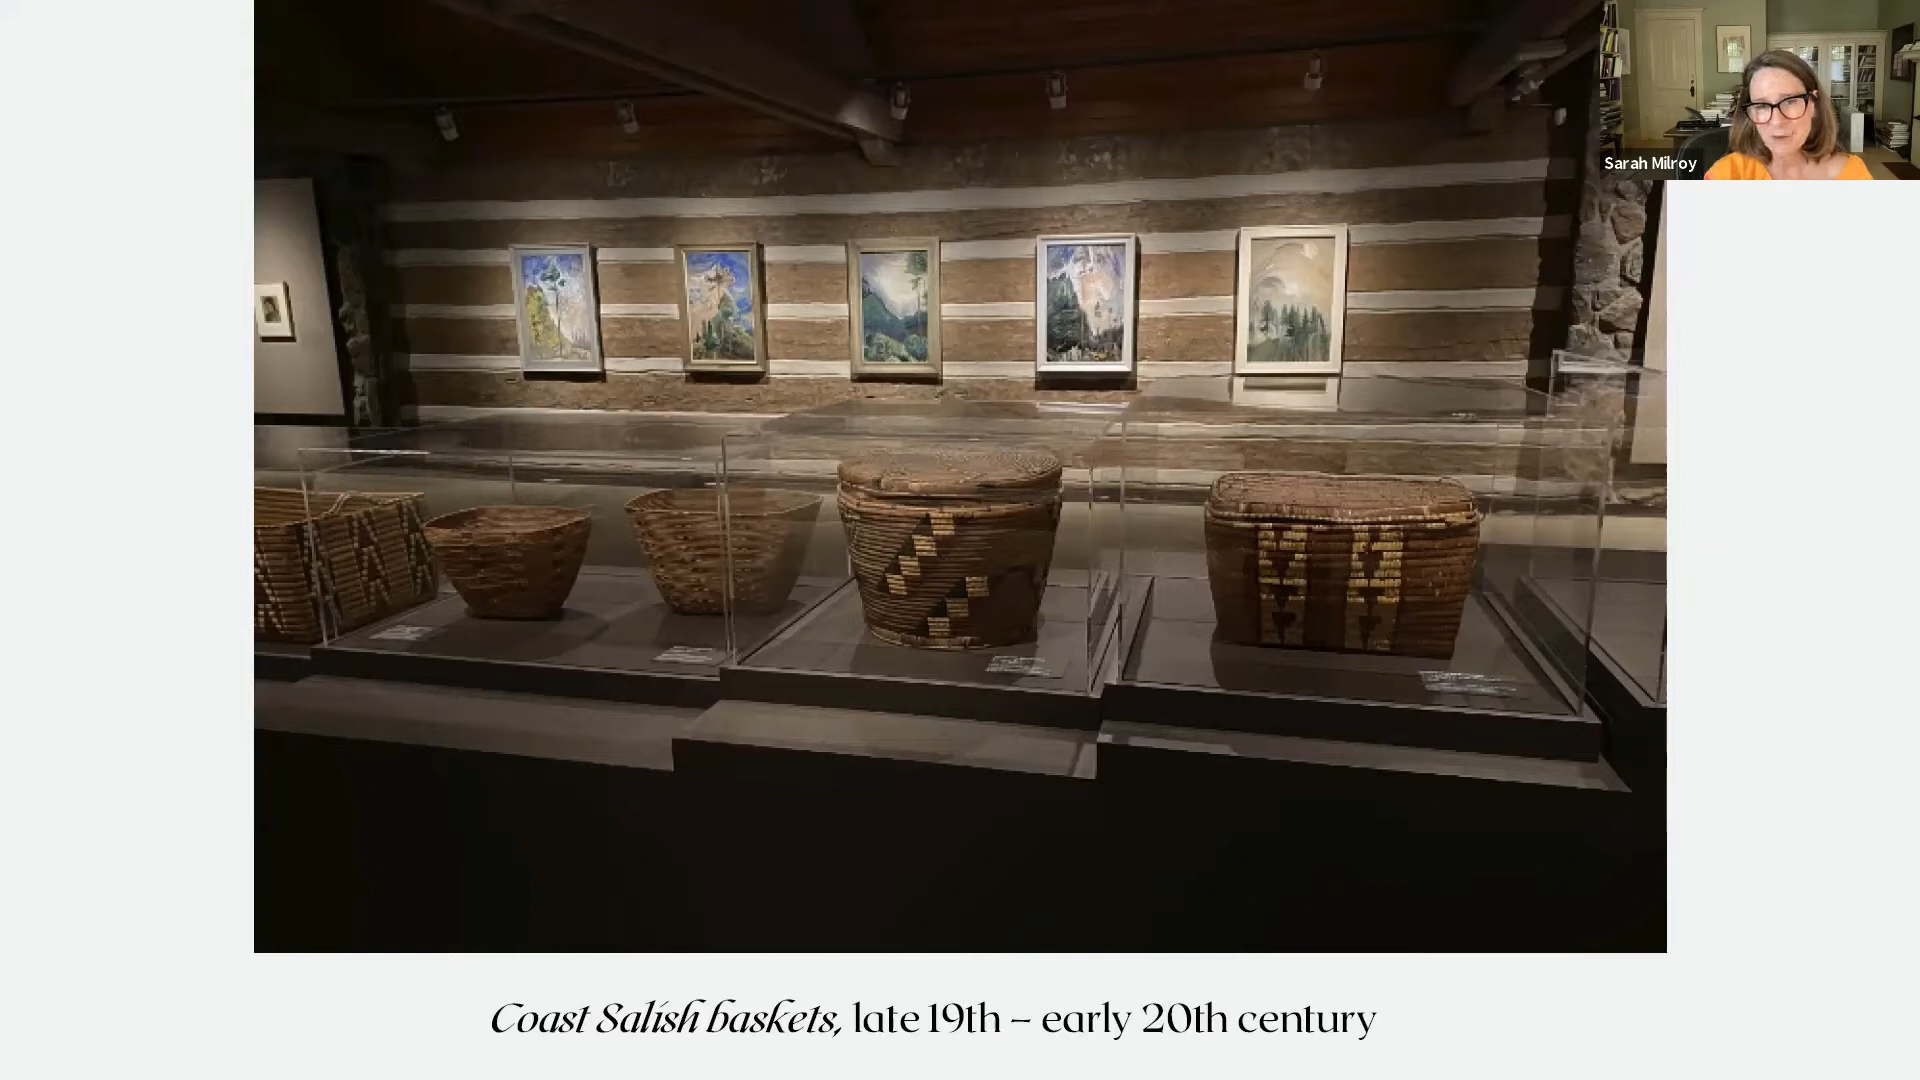 Sarah Milroy
Coast Salish baskets, late 19th – early 20th century